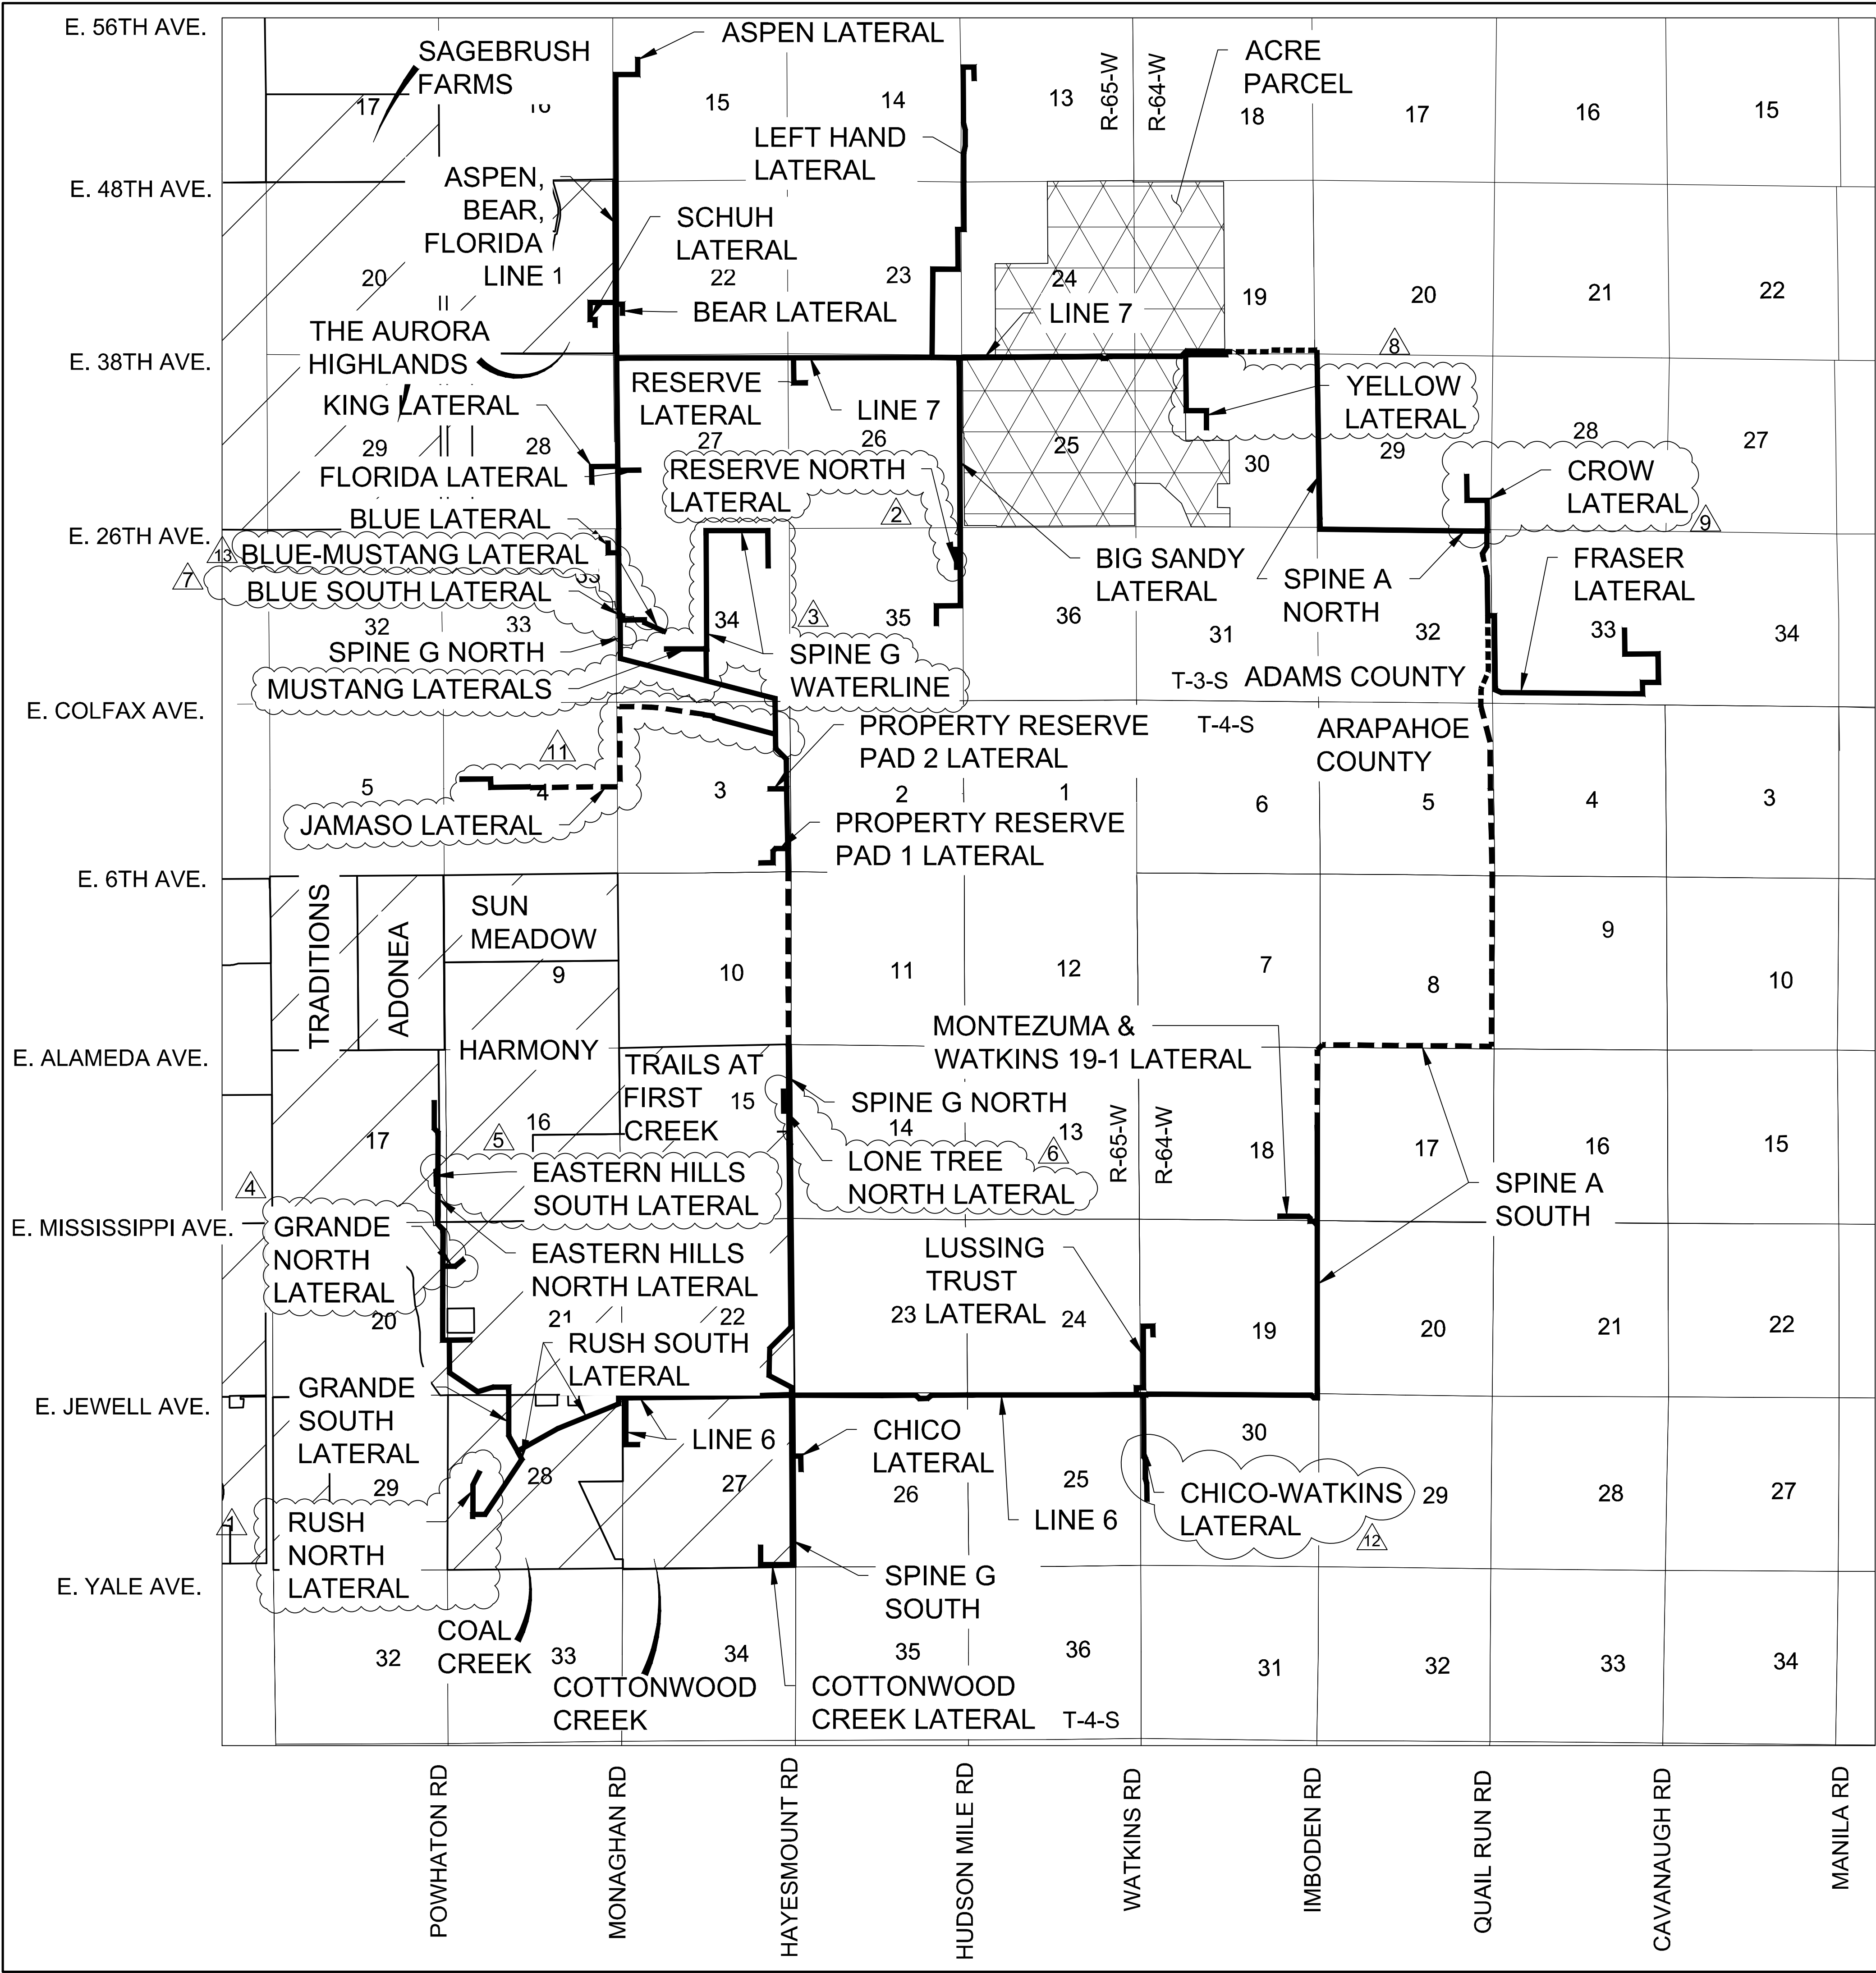 E. 56TH AVE.
SAGEBRUSH
FARMS
ASPEN LATERAL
ACRE
PARCEL
R-65-W
R-64-W
17
16
15
14
13
18
17
16
15
LEFT HAND
LATERAL
E. 48TH AVE.
ASPEN,
BEAR,
FLORIDA
LINE 1
SCHUH
LATERAL
20
22
23
24
19
20
21
22
BEAR LATERAL
LINE 7
THE AURORA
HIGHLANDS
E. 38TH AVE.
8
RESERVE
LATERAL
LINE 7
YELLOW
LATERAL
KING LATERAL
29
28
27
26
25
30
29
28
27
FLORIDA LATERAL
RESERVE NORTH
LATERAL
2
CROW
LATERAL
9
BLUE LATERAL
E. 26TH AVE.
13
BLUE-MUSTANG LATERAL
7
BLUE SOUTH LATERAL
33
BIG SANDY
LATERAL
SPINE A
NORTH
FRASER
LATERAL
32
33
34
3
35
36
31
32
33
34
SPINE G NORTH
SPINE G
WATERLINE
MUSTANG LATERALS
T-3-S
ADAMS COUNTY
E. COLFAX AVE.
T-4-S
ARAPAHOE
COUNTY
PROPERTY RESERVE
PAD 2 LATERAL
11
5
4
3
2
1
6
5
4
3
JAMASO LATERAL
PROPERTY RESERVE
PAD 1 LATERAL
E. 6TH AVE.
TRADITIONS
ADONEA
SUN
MEADOW
9
10
11
12
7
8
9
10
HARMONY
MONTEZUMA &
WATKINS 19-1 LATERAL
E. ALAMEDA AVE.
TRAILS AT
FIRST
CREEK
SPINE G NORTH
R-65-W
R-64-W
17
5
16
15
14
13
6
18
17
16
15
EASTERN HILLS
SOUTH LATERAL
LONE TREE
NORTH LATERAL
SPINE A
SOUTH
4
E. MISSISSIPPI AVE.
GRANDE
NORTH
LATERAL
EASTERN HILLS
NORTH LATERAL
LUSSING
TRUST
LATERAL
20
21
22
23
24
19
20
21
22
RUSH SOUTH
LATERAL
E. JEWELL AVE.
GRANDE
SOUTH
LATERAL
LINE 6
CHICO
LATERAL
30
29
28
27
26
25
29
28
27
LINE 6
CHICO-WATKINS
LATERAL
12
1
RUSH
NORTH
LATERAL
SPINE G
SOUTH
E. YALE AVE.
COAL
CREEK
32
33
34
35
36
31
32
33
34
COTTONWOOD
CREEK
COTTONWOOD
CREEK LATERAL
T-4-S
POWHATON RD
MONAGHAN RD
HAYESMOUNT RD
HUDSON MILE RD
WATKINS RD
IMBODEN RD
QUAIL RUN RD
CAVANAUGH RD
MANILA RD